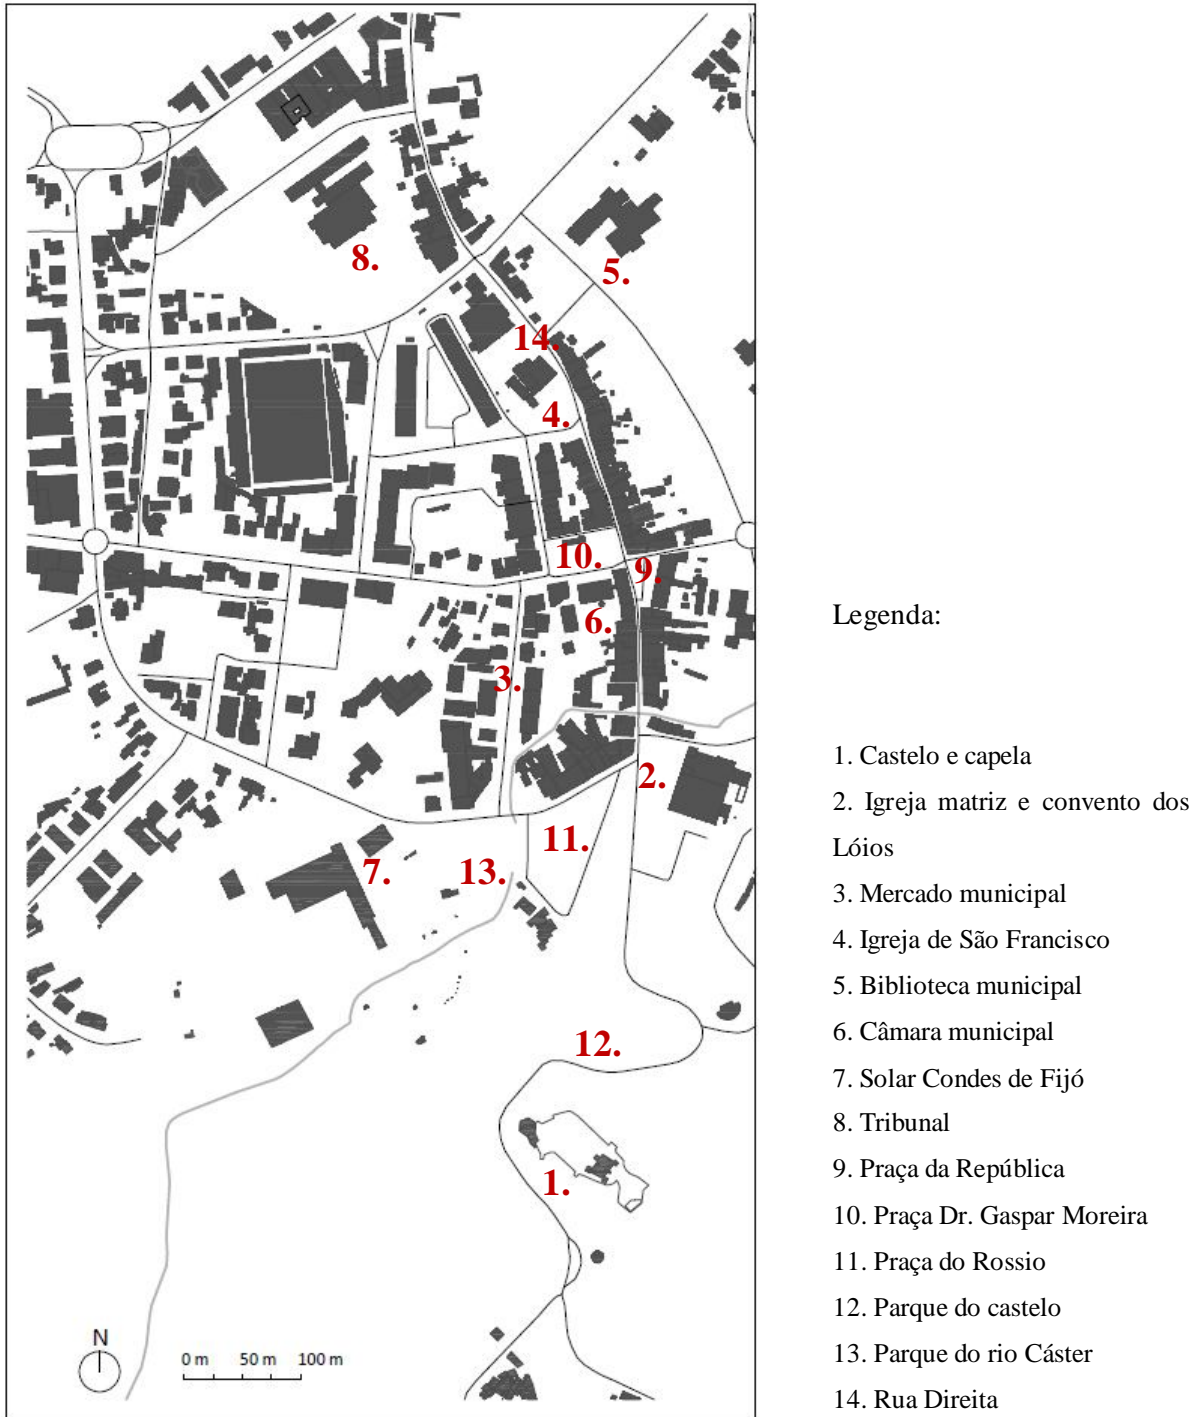 8.
5.
14.
4.
10.
9.
6.
3.
2.
11.
7.
13.
12.
1.
N
0 m 50 m 100 m
Legenda:
1. Castelo e capela
2. Igreja matriz e convento dos
Lóios
3. Mercado municipal
4. Igreja de São Francisco
5. Biblioteca municipal
6. Câmara municipal
7. Solar Condes de Fijó
8. Tribunal
9. Praça da República
10. Praça Dr. Gaspar Moreira
11. Praça do Rossio
12. Parque do castelo
13. Parque do rio Cáster
14. Rua Direita